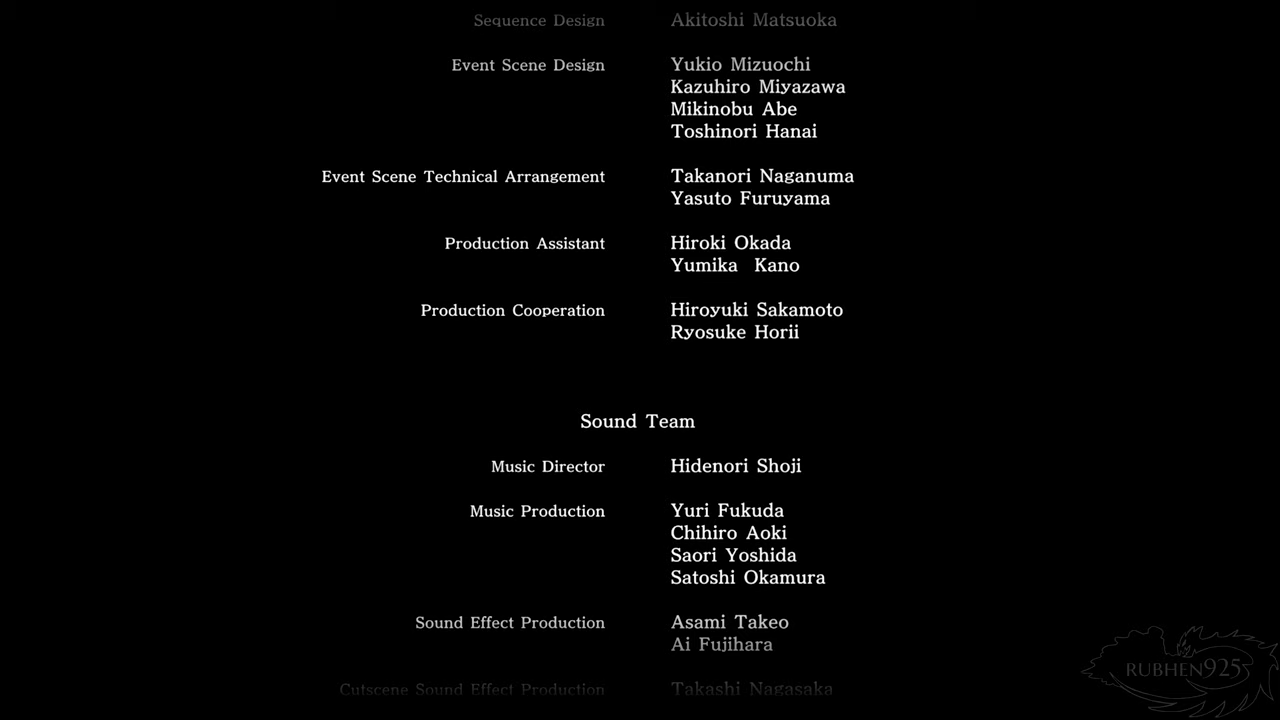 Sequence Design Akitoshi Matsuoka
Event Scene Design Yukio Mizuochi
Kazuhiro Miyazawa
Mikinobu Abe
Toshinori Hanai
Event Scene Technical Arrangement Takanori Naganuma
Yasuto Furuyama
Production Assistant Hiroki Okada
Yumika Kano
Production Cooperation Hiroyuki Sakamoto
Ryosuke Horii
Sound Team
Music Director Hidenori Shoji
Music Production Yuri Fukuda
Chihiro Aoki
Saori Yoshida
Satoshi Okamura
Sound Effect Production Asami Takeo
Ai Fujihara
Cutscene Sound Effect Production Takashi Nagasaka
RUBHEN925